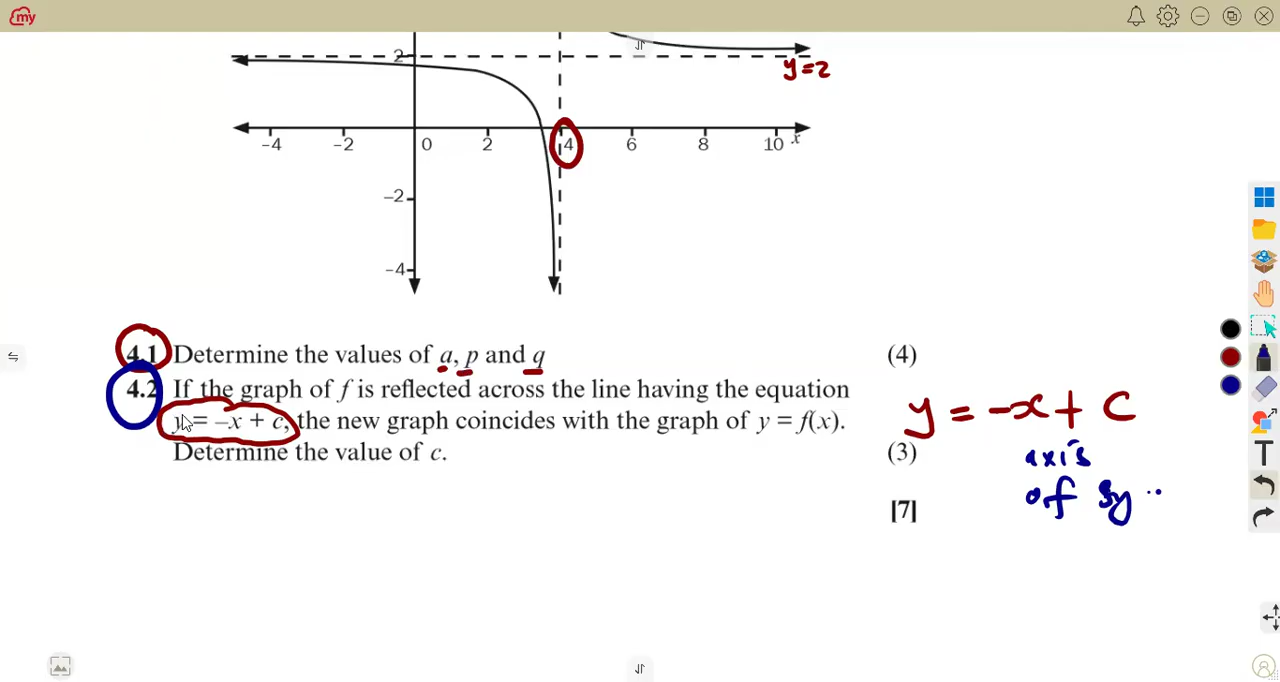 my
2
y=2
-4 -2 0 2 4 6 8 10 x
-2
-4
4.1 Determine the values of a, p and q (4)
4.2 If the graph of f is reflected across the line having the equation
y = –x + c, the new graph coincides with the graph of y = f(x).
Determine the value of c. (3)
[7]
y = -x + c
axis
of sy
T